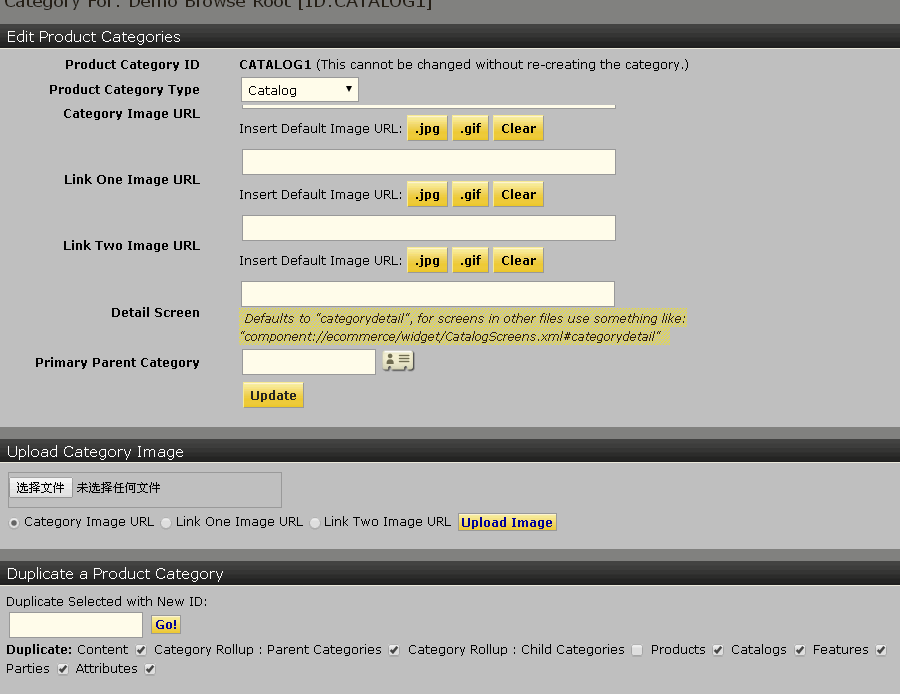 Category For: Demo Browse Root [ID:CATALOG1]
Edit Product Categories
Product Category ID CATALOG1 (This cannot be changed without re-creating the category.)
Product Category Type Catalog
Category Image URL
Insert Default Image URL: .jpg .gif Clear
Link One Image URL
Insert Default Image URL: .jpg .gif Clear
Link Two Image URL
Insert Default Image URL: .jpg .gif Clear
Detail Screen
Defaults to "categorydetail", for screens in other files use something like:
"component://ecommerce/widget/CatalogScreens.xml#categorydetail"
Primary Parent Category
Update
Upload Category Image
选择文件 未选择任何文件
Category Image URL Link One Image URL Link Two Image URL Upload Image
Duplicate a Product Category
Duplicate Selected with New ID:
Go!
Duplicate: Content Category Rollup : Parent Categories Category Rollup : Child Categories Products Catalogs Features
Parties Attributes